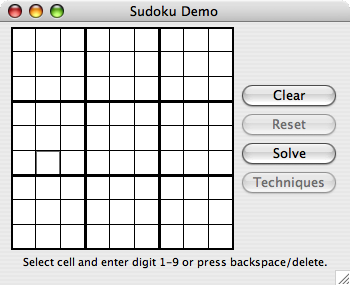 Sudoku Demo
Clear
Reset
Solve
Techniques
Select cell and enter digit 1-9 or press backspace/delete.